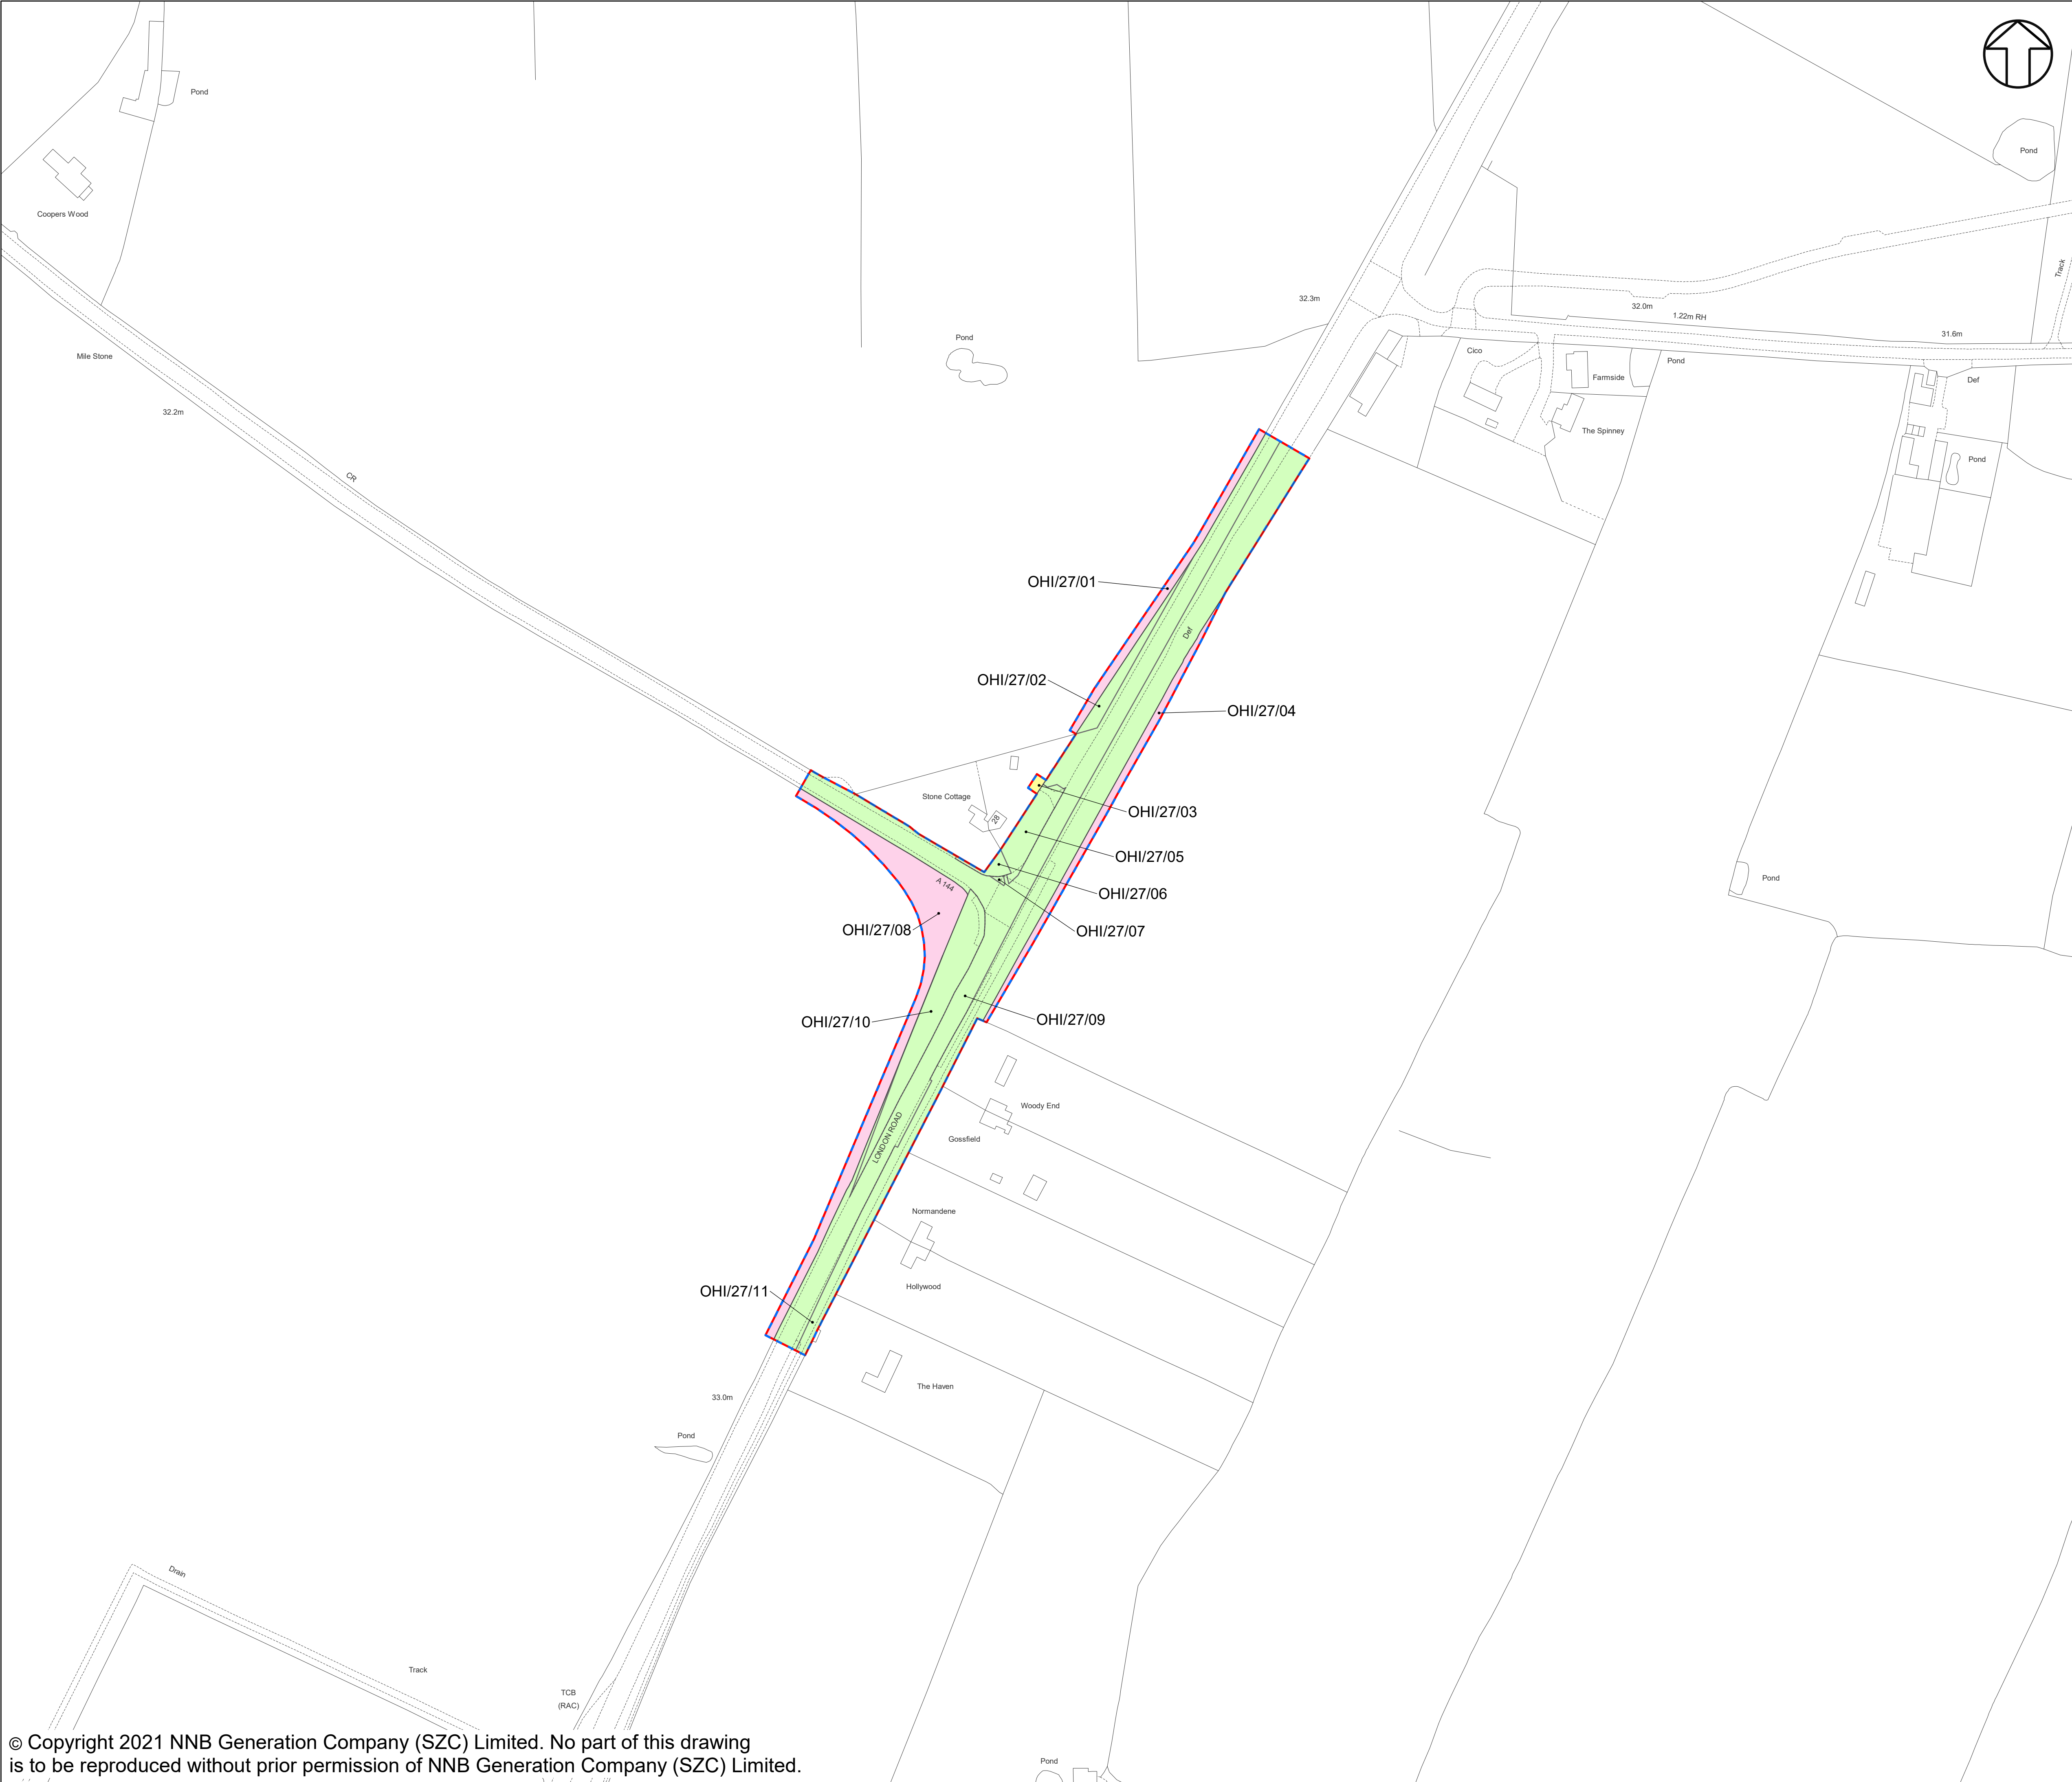 Pond
Pond
Coopers Wood
Track
32.3m
32.0m
1.22m RH
31.6m
Pond
Mile Stone
Cico
Pond
Farmside
Def
32.2m
The Spinney
Pond
CR
OHI/27/01
Def
OHI/27/02
OHI/27/04
Stone Cottage
28
OHI/27/03
OHI/27/05
Pond
A 144
OHI/27/06
OHI/27/08
OHI/27/07
OHI/27/10
OHI/27/09
Woody End
LONDON ROAD
Gossfield
Normandene
Hollywood
OHI/27/11
The Haven
33.0m
Pond
Drain
Track
TCB
(RAC)
© Copyright 2021 NNB Generation Company (SZC) Limited. No part of this drawing
is to be reproduced without prior permission of NNB Generation Company (SZC) Limited.
Pond